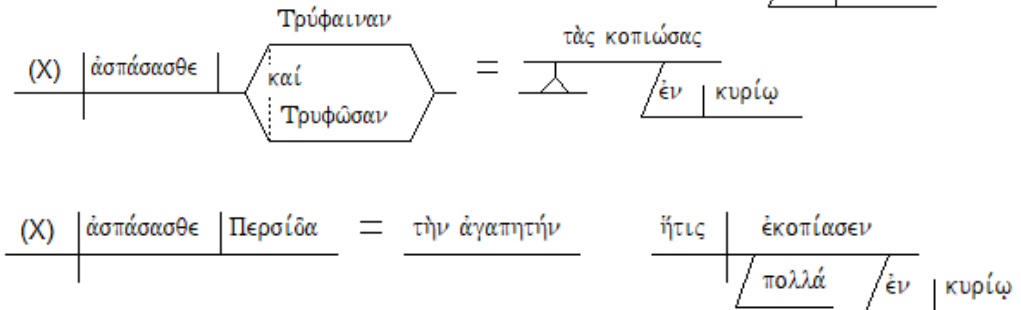 Τρύφαιναν
(X) ἀσπάσασθε καί = τὰς κοπιώσας
Τρυφῶσαν ἐν κυρίῳ
(X) ἀσπάσασθε Περσίδα = τὴν ἀγαπητήν ἥτις ἐκοπίασεν
πολλά ἐν κυρίῳ